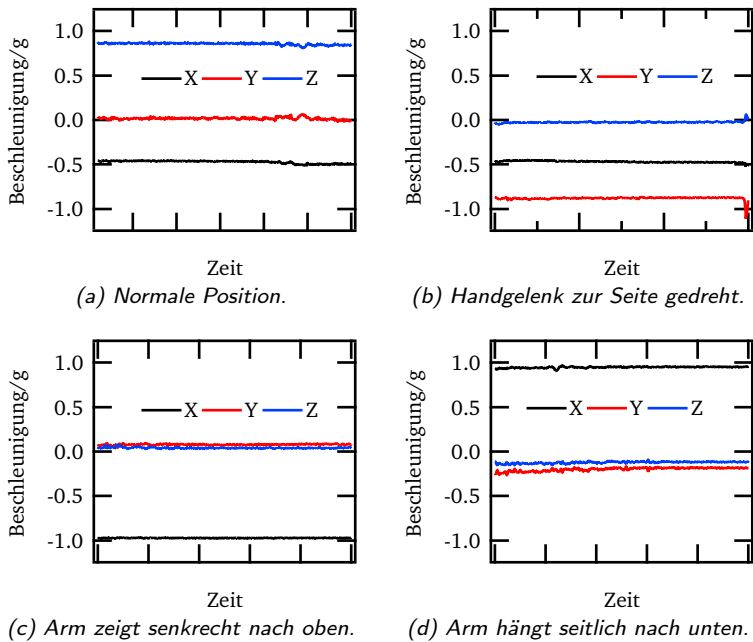 1.0
0.5
0.0
-0.5
-1.0
Beschleunigung/g
X Y Z
Zeit
(a) Normale Position.
1.0
0.5
0.0
-0.5
-1.0
Beschleunigung/g
X Y Z
Zeit
(b) Handgelenk zur Seite gedreht.
1.0
0.5
0.0
-0.5
-1.0
Beschleunigung/g
X Y Z
Zeit
(c) Arm zeigt senkrecht nach oben.
1.0
0.5
0.0
-0.5
-1.0
Beschleunigung/g
X Y Z
Zeit
(d) Arm hängt seitlich nach unten.